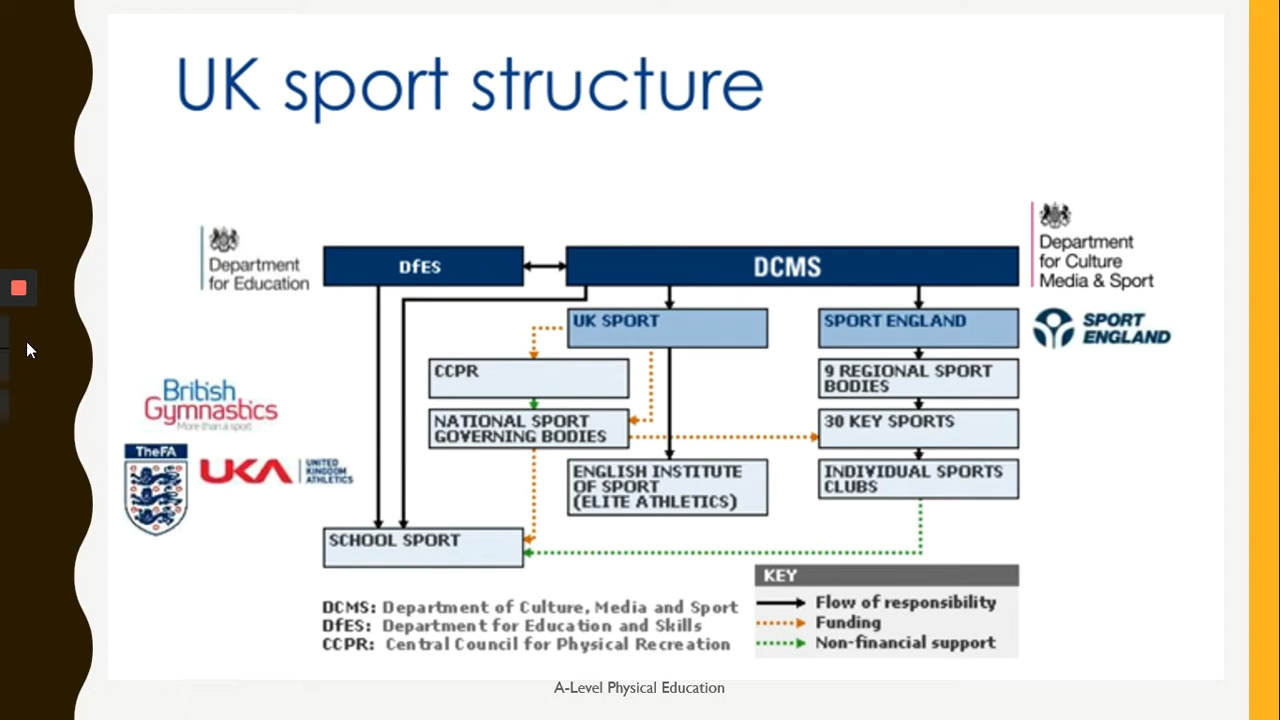 UK sport structure
Department
for Education
DfES
DCMS
Department
for Culture
Media & Sport
UK SPORT
SPORT ENGLAND
SPORT
ENGLAND
CCPR
9 REGIONAL SPORT
BODIES
British
Gymnastics
More than a sport
NATIONAL SPORT
GOVERNING BODIES
30 KEY SPORTS
TheFA
UKA
UNITED
KINGDOM
ATHLETICS
ENGLISH INSTITUTE
OF SPORT
(ELITE ATHLETICS)
INDIVIDUAL SPORTS
CLUBS
SCHOOL SPORT
KEY
Flow of responsibility
Funding
Non-financial support
DCMS: Department of Culture, Media and Sport
DfES: Department for Education and Skills
CCPR: Central Council for Physical Recreation
A-Level Physical Education